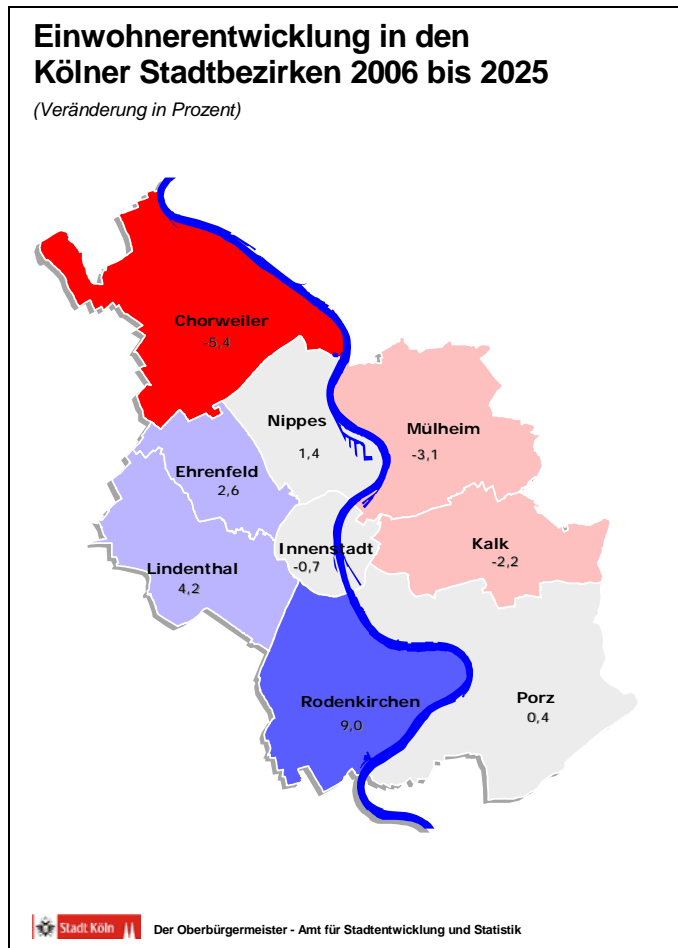 Einwohnerentwicklung in den
Kölner Stadtbezirken 2006 bis 2025
(Veränderung in Prozent)
Chorweiler
-5,4
Nippes
1,4
Mülheim
-3,1
Ehrenfeld
2,6
Innenstadt
-0,7
Kalk
-2,2
Lindenthal
4,2
Rodenkirchen
9,0
Porz
0,4
Stadt Köln
Der Oberbürgermeister - Amt für Stadtentwicklung und Statistik